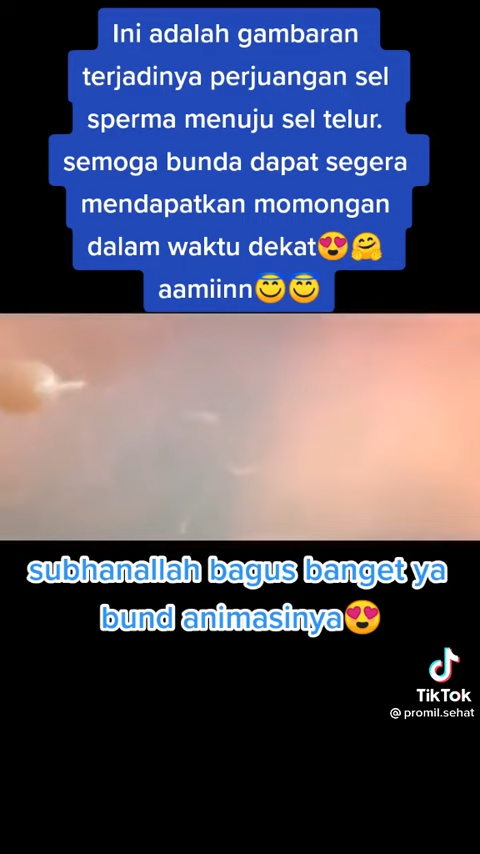 Ini adalah gambaran
terjadinya perjuangan sel
sperma menuju sel telur.
semoga bunda dapat segera
mendapatkan momongan
dalam waktu dekat😍🤗
aamiinn😇😇
subhanallah bagus banget ya
bund animasinya😍
TikTok
@ promil.sehat